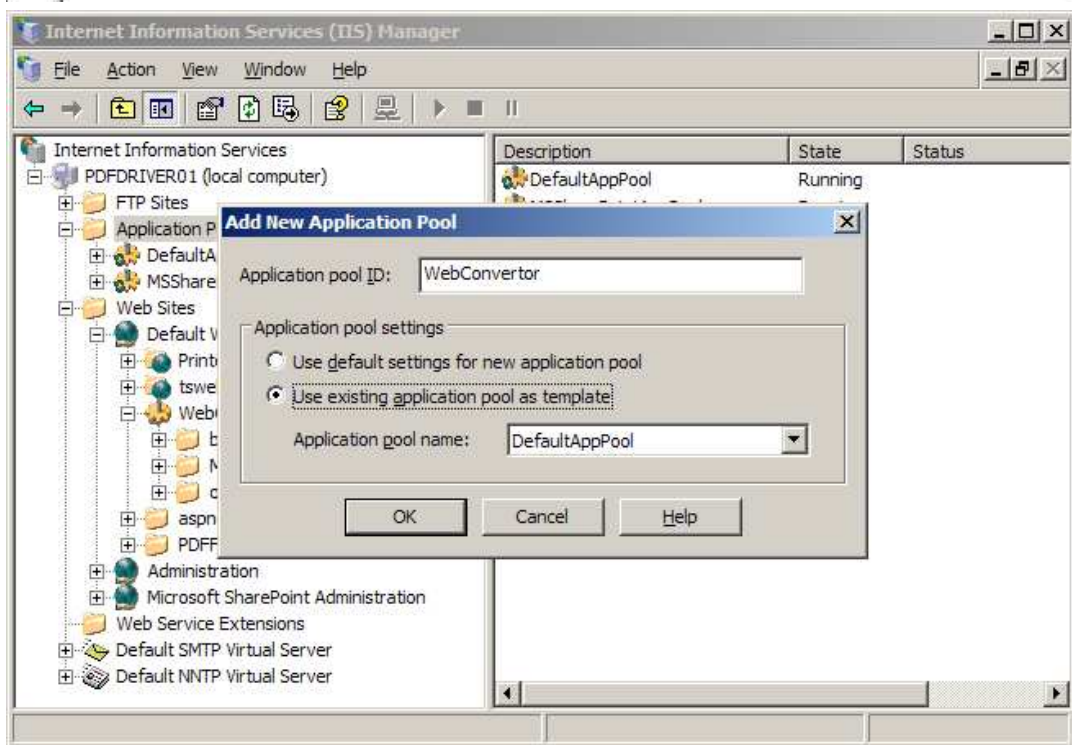 Internet Information Services (IIS) Manager
File Action View Window Help
Internet Information Services
PDFDRIVER01 (local computer)
FTP Sites
Application P
DefaultA
MSShare
Web Sites
Default W
Print
tswe
Web
b
M
aspn
PDFF
Administration
Microsoft SharePoint Administration
Web Service Extensions
Default SMTP Virtual Server
Default NNTP Virtual Server
Description State Status
DefaultAppPool Running
Add New Application Pool
Application pool ID: WebConvertor
Application pool settings
Use default settings for new application pool
Use existing application pool as template
Application pool name: DefaultAppPool
OK Cancel Help